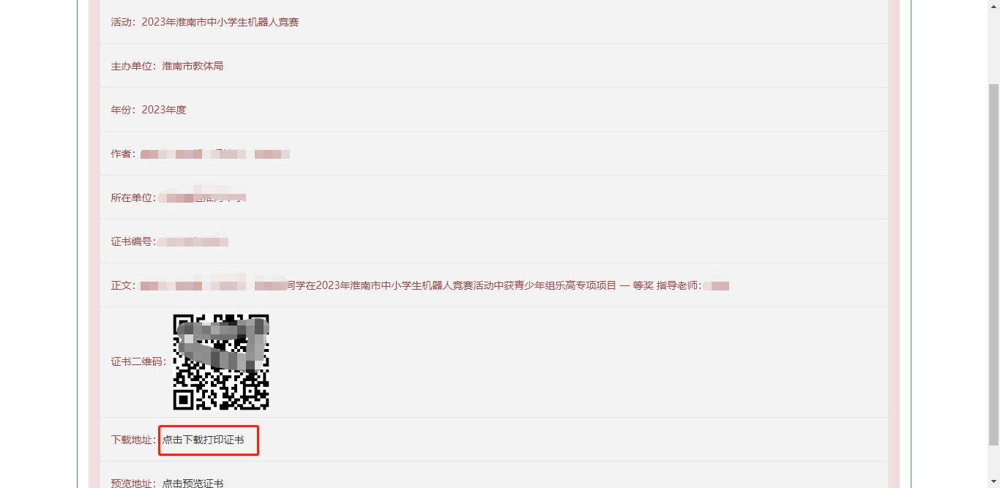 活动：2023年淮南市中小学生机器人竞赛
主办单位：淮南市教体局
年份：2023年度
作者：
所在单位：
证书编号：
正文：同学在2023年淮南市中小学生机器人竞赛活动中获青少年组乐高专项项目 一 等奖 指导老师：
证书二维码：
下载地址：点击下载打印证书
预览地址：点击预览证书